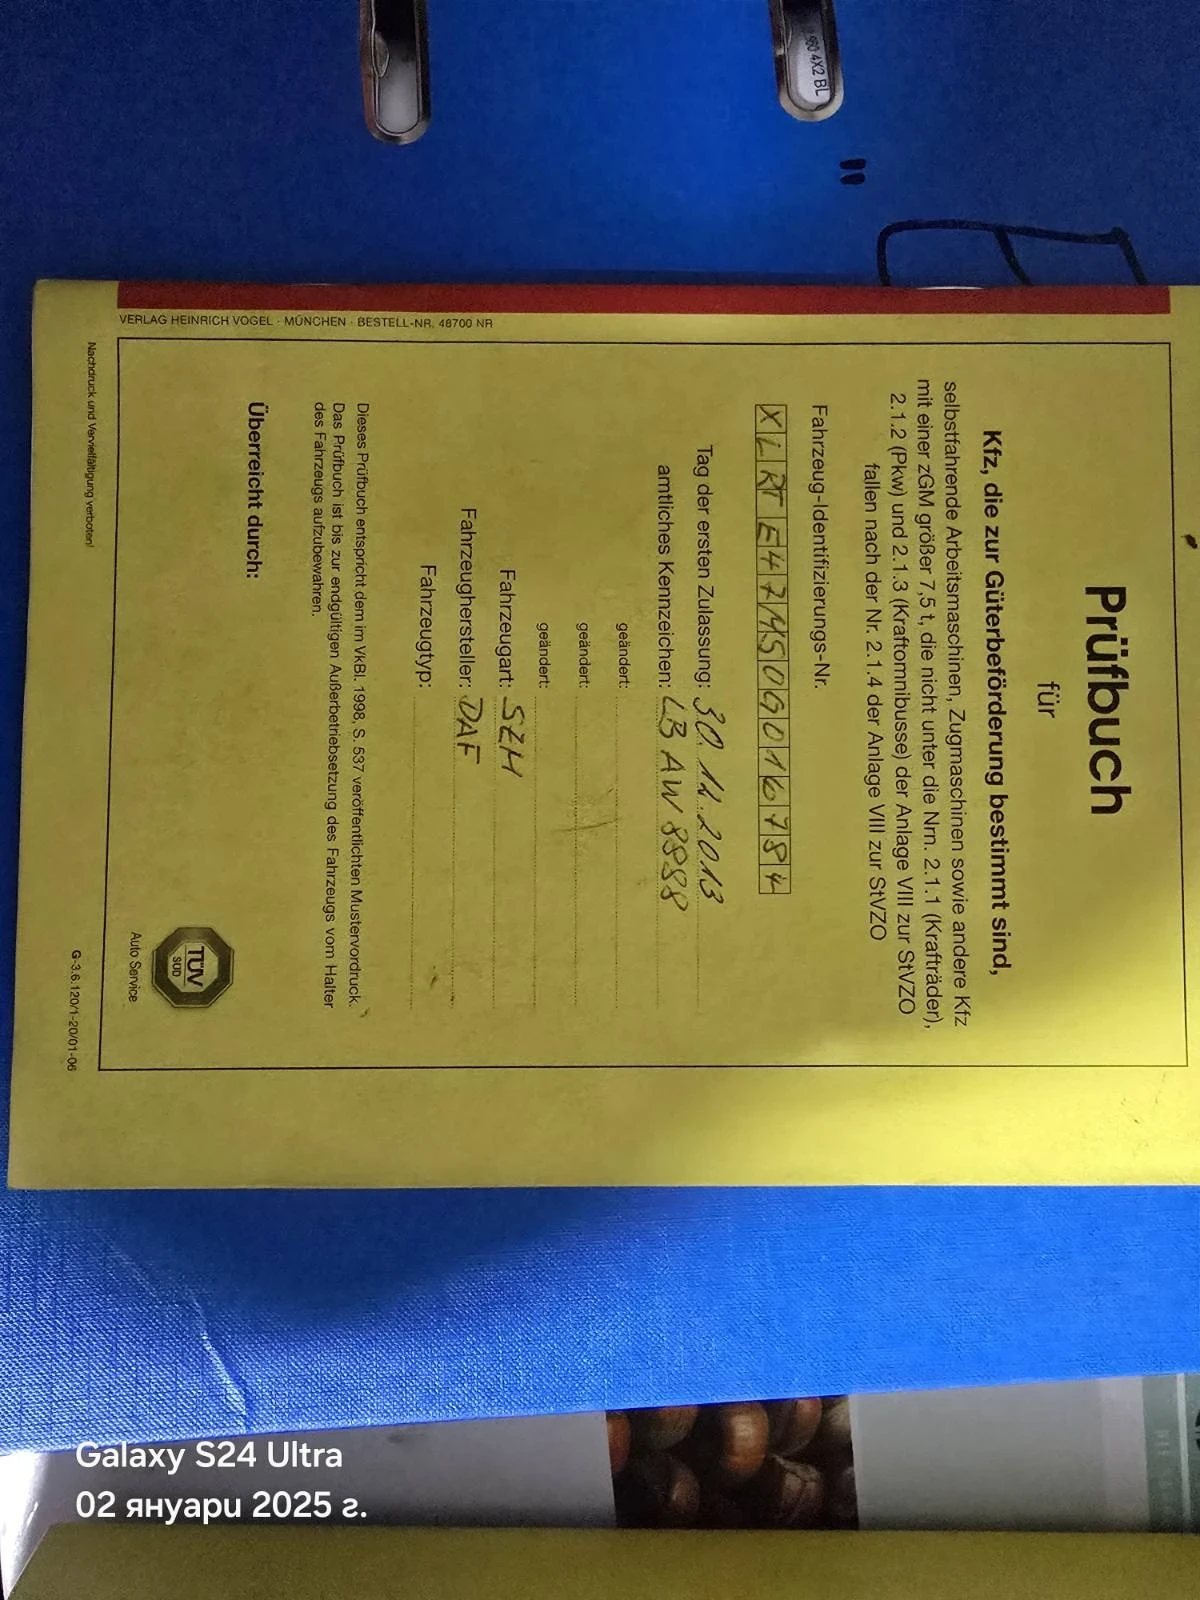 980 4X2 BL
Prüfbuch
für
Kfz, die zur Güterbeförderung bestimmt sind,
selbstfahrende Arbeitsmaschinen, Zugmaschinen sowie andere Kfz
mit einer zGM größer 7,5 t, die nicht unter die Nrn. 2.1.1 (Krafträder),
2.1.2 (Pkw) und 2.1.3 (Kraftomnibusse) der Anlage VIII zur StVZO
fallen nach der Nr. 2.1.4 der Anlage VIII zur StVZO
Fahrzeug-Identifizierungs-Nr.
XLRTE47MS0G016784
Tag der ersten Zulassung: 30.12.2013
amtliches Kennzeichen: LB AW 8988
geändert:
geändert:
geändert:
Fahrzeugart: SZM
Fahrzeughersteller: DAF
Fahrzeugtyp:
Dieses Prüfbuch entspricht dem im VkBl. 1998, S. 537 veröffentlichten Mustervordruck.
Das Prüfbuch ist bis zur endgültigen Außerbetriebsetzung des Fahrzeugs vom Halter
des Fahrzeugs aufzubewahren.
Überreicht durch:
TÜV
SÜD
Auto Service
VERLAG HEINRICH VOGEL · MÜNCHEN · BESTELL-NR. 48700 NR
Nachdruck und Vervielfältigung verboten!
G-3.6.120/1-20/01-06
Galaxy S24 Ultra
02 януари 2025 г.